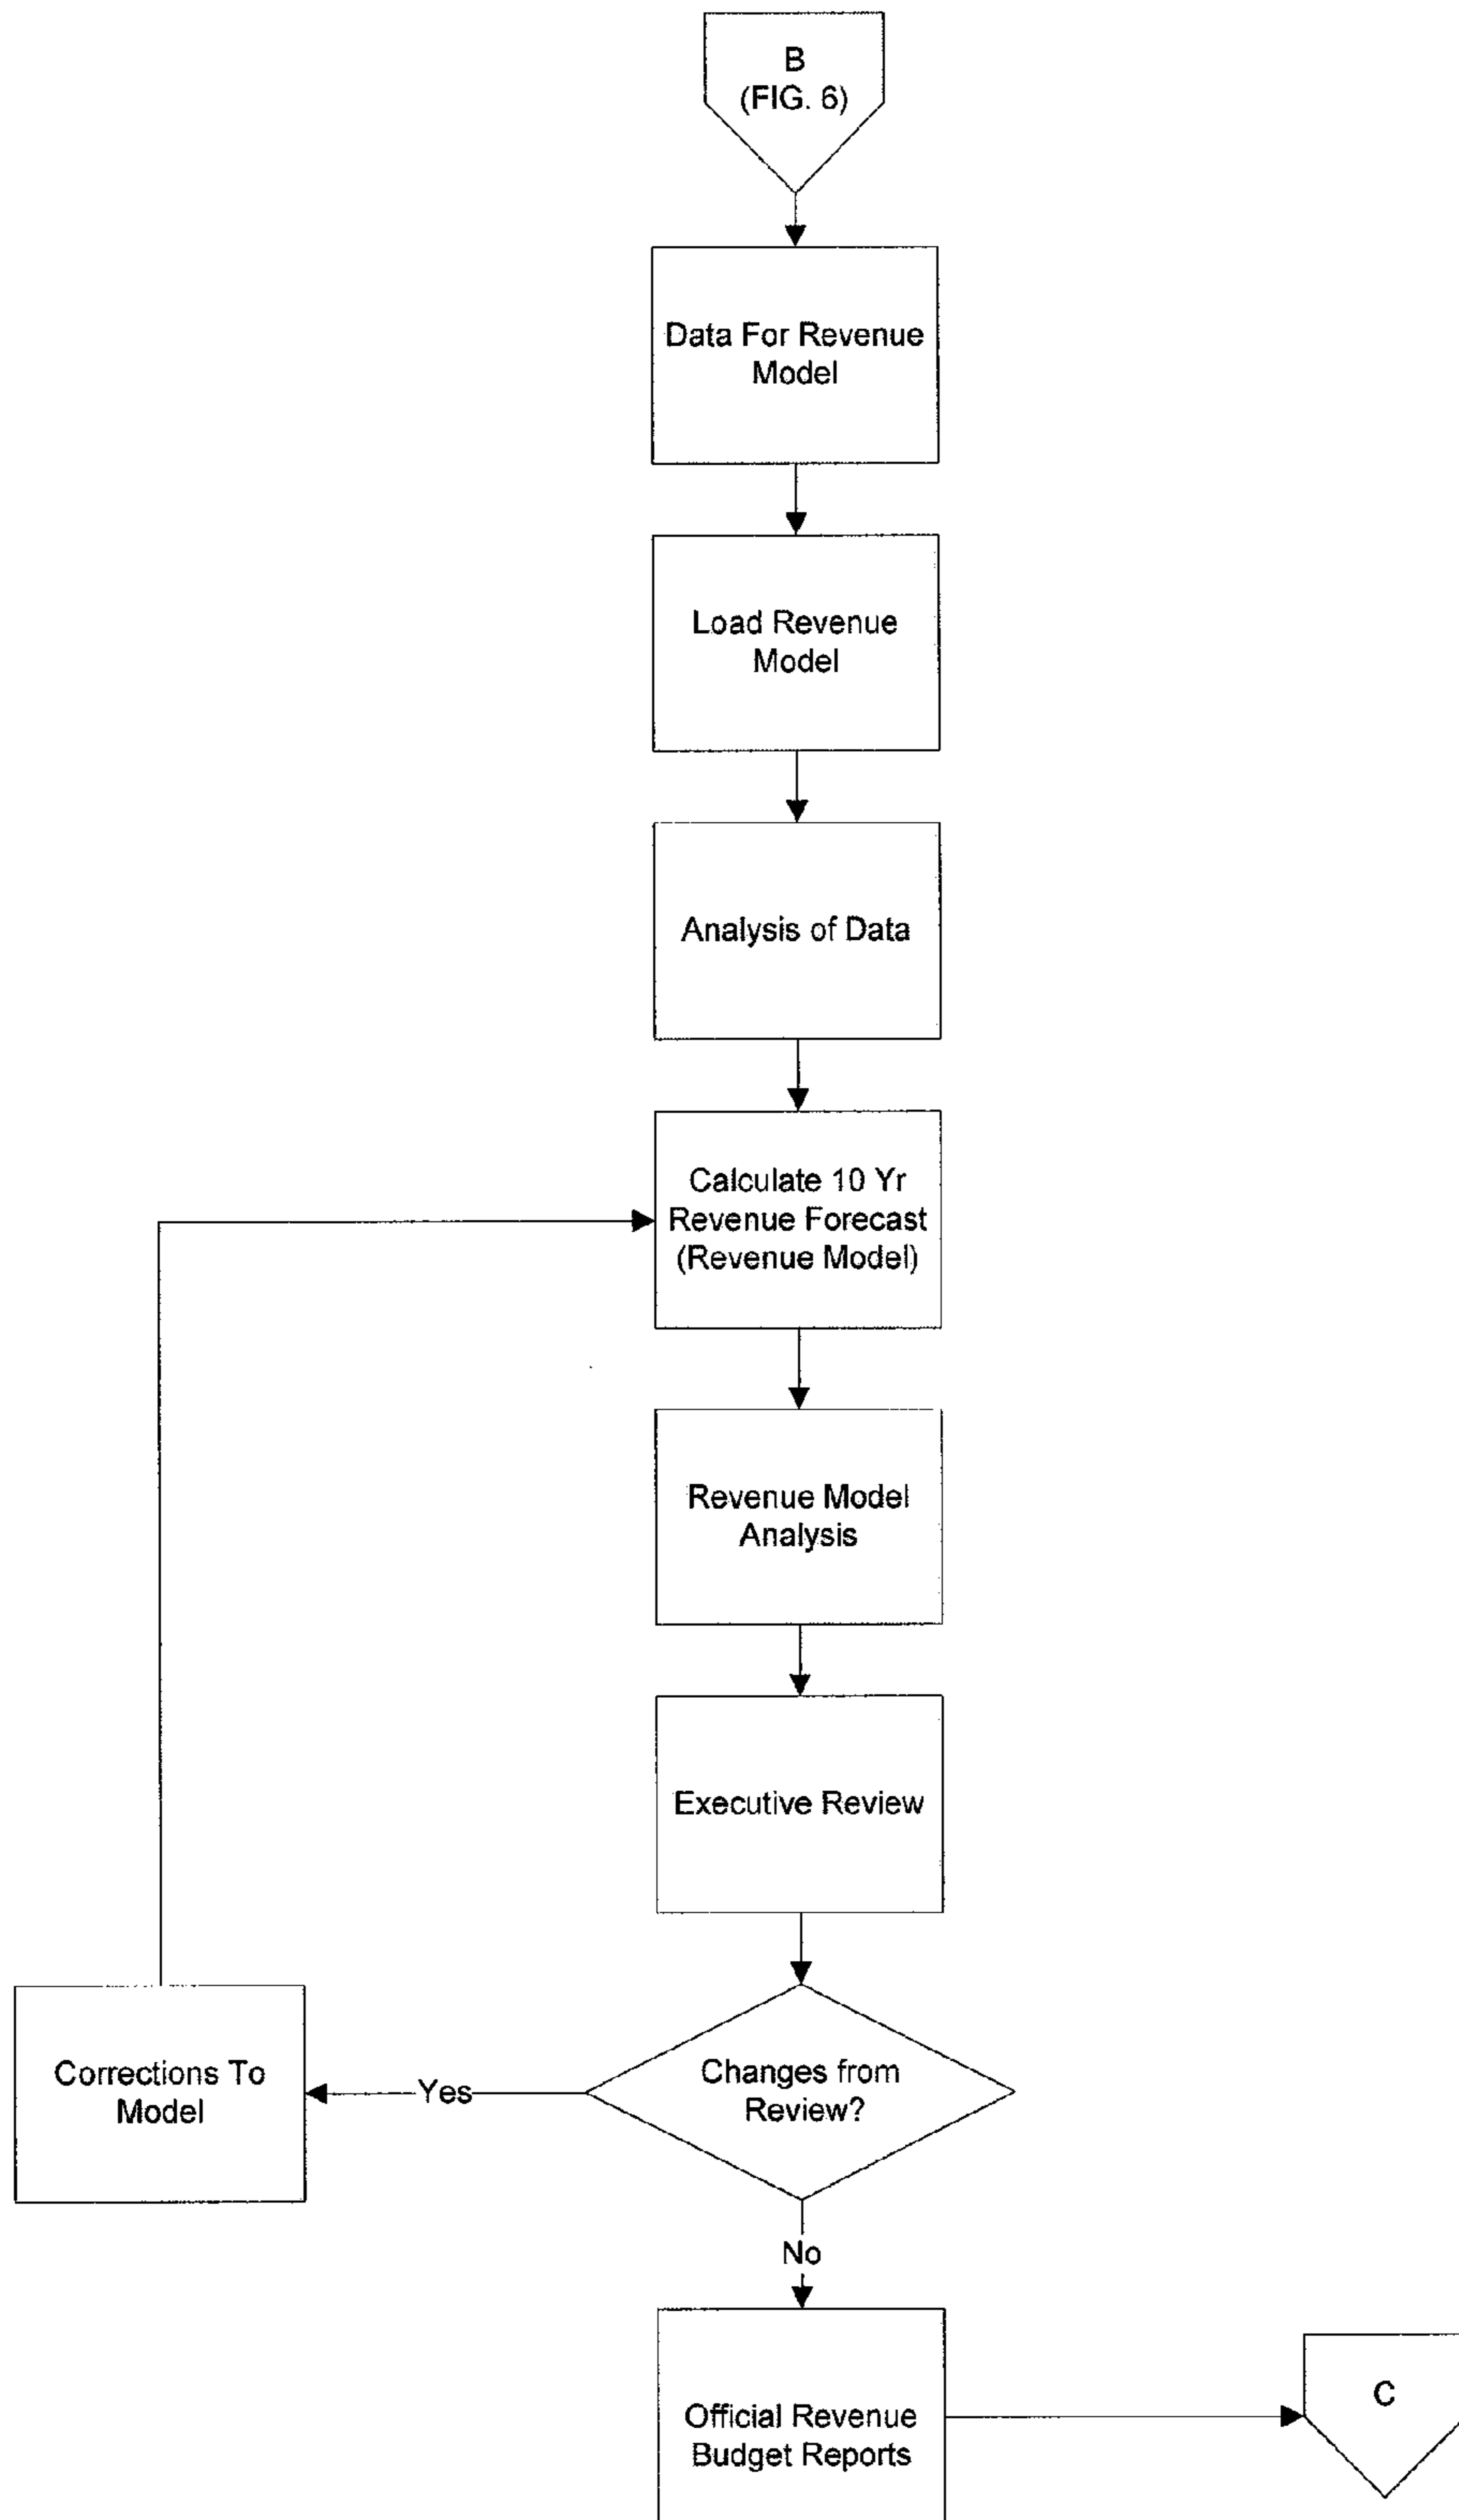 B
(FIG. 6)
Data For Revenue
Model
Load Revenue
Model
Analysis of Data
Calculate 10 Yr
Revenue Forecast
(Revenue Model)
Revenue Model
Analysis
Executive Review
Changes from
Review?
Yes
Corrections To
Model
No
Official Revenue
Budget Reports
C